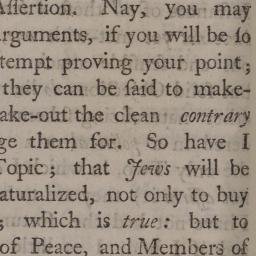 Aſſertion. Nay, you may
rguments, if you will be ſo
tempt proving your point;
they can be ſaid to make-
ake-out the clean contrary
ge them for. So have I
Topic; that Jews will be
aturalized, not only to buy
; which is true: but to
of Peace, and Members of